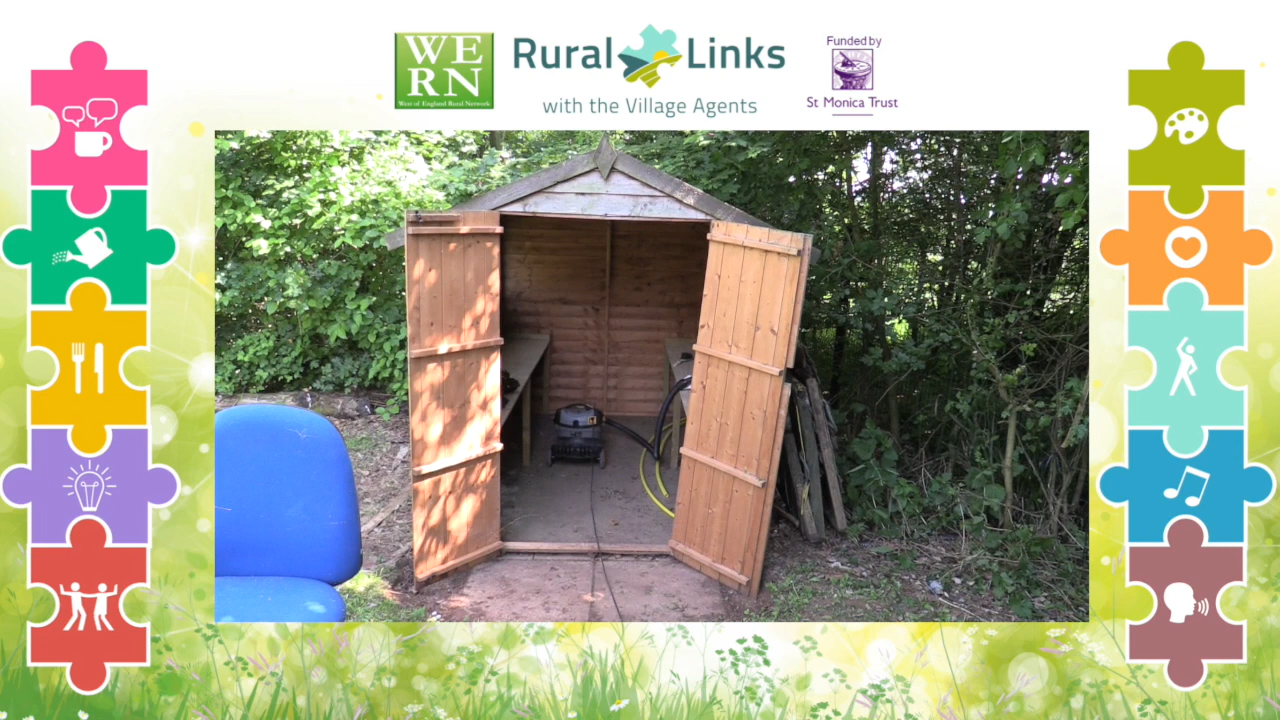 WE
RN
West of England Rural Network
Rural Links
with the Village Agents
Funded by
St Monica Trust